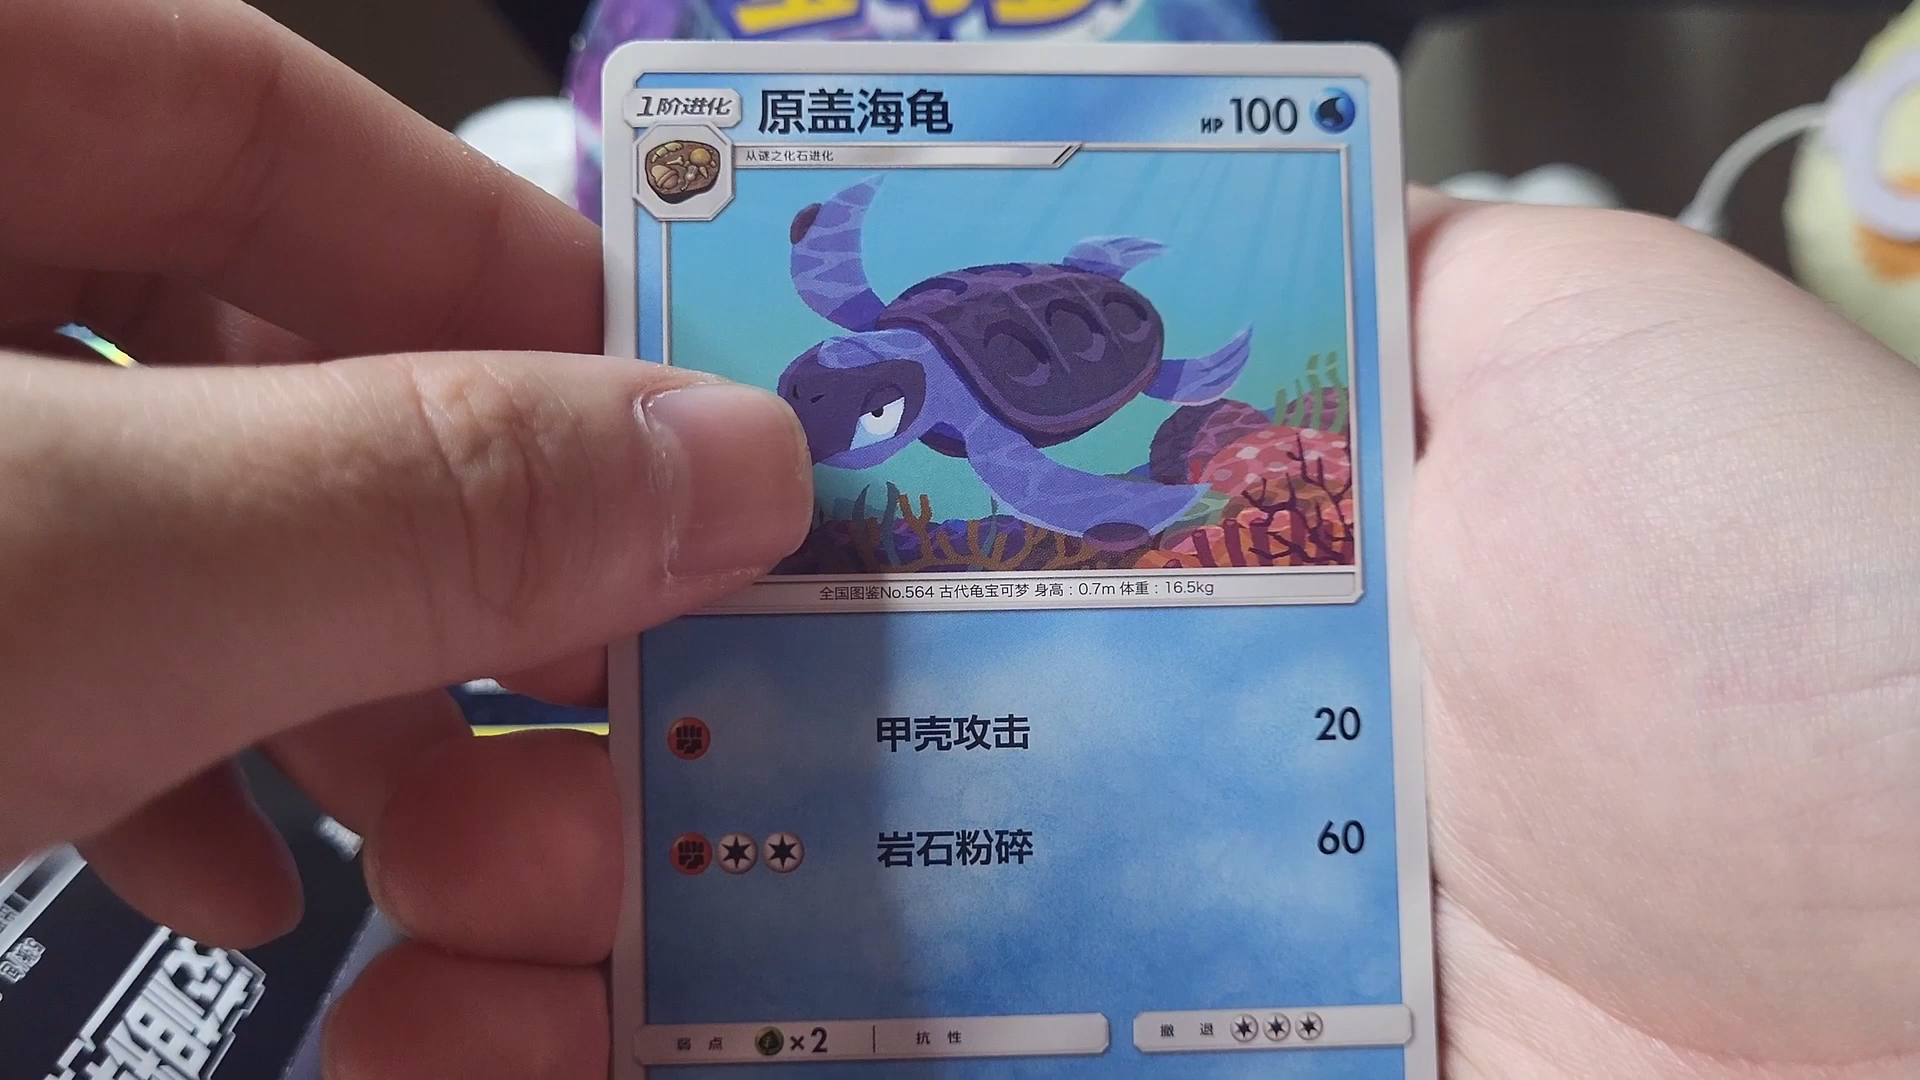 1阶进化
原盖海龟
HP 100
从谜之化石进化
全国图鉴No.564 古代龟宝可梦 身高：0.7m 体重：16.5kg
甲壳攻击 20
岩石粉碎 60
弱点 ×2 抗性 撤退